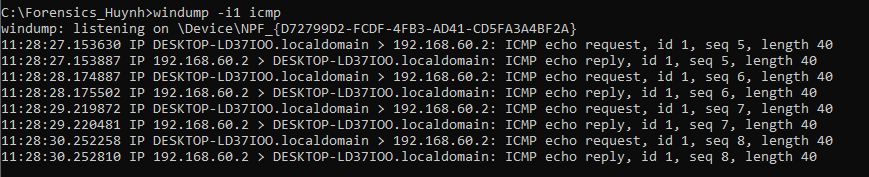 C:\Forensics_Huynh>windump -i1 icmp
windump: listening on \Device\NPF_{D72799D2-FCDF-4FB3-AD41-CD5FA3A4BF2A}
11:28:27.153630 IP DESKTOP-LD37IOO.localdomain > 192.168.60.2: ICMP echo request, id 1, seq 5, length 40
11:28:27.153887 IP 192.168.60.2 > DESKTOP-LD37IOO.localdomain: ICMP echo reply, id 1, seq 5, length 40
11:28:28.174887 IP DESKTOP-LD37IOO.localdomain > 192.168.60.2: ICMP echo request, id 1, seq 6, length 40
11:28:28.175502 IP 192.168.60.2 > DESKTOP-LD37IOO.localdomain: ICMP echo reply, id 1, seq 6, length 40
11:28:29.219872 IP DESKTOP-LD37IOO.localdomain > 192.168.60.2: ICMP echo request, id 1, seq 7, length 40
11:28:29.220481 IP 192.168.60.2 > DESKTOP-LD37IOO.localdomain: ICMP echo reply, id 1, seq 7, length 40
11:28:30.252258 IP DESKTOP-LD37IOO.localdomain > 192.168.60.2: ICMP echo request, id 1, seq 8, length 40
11:28:30.252810 IP 192.168.60.2 > DESKTOP-LD37IOO.localdomain: ICMP echo reply, id 1, seq 8, length 40